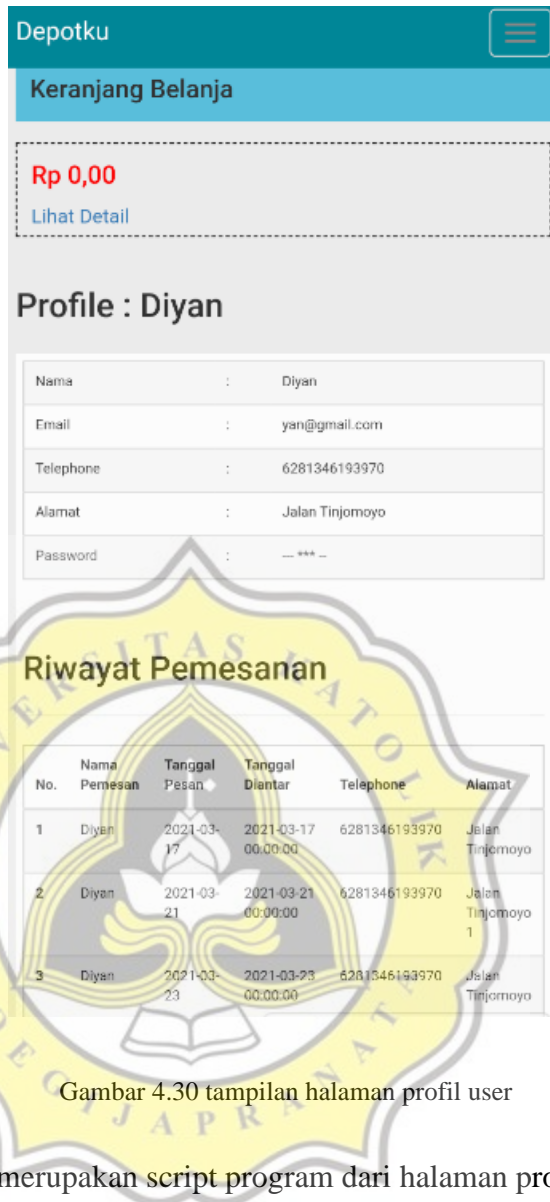 Depotku
Keranjang Belanja
Rp 0,00
Lihat Detail
Profile : Diyan
Nama : Diyan
Email : yan@gmail.com
Telephone : 6281346193970
Alamat : Jalan Tinjomoyo
Password : --- *** --
Riwayat Pemesanan
No. Nama Pemesan Tanggal Pesan Tanggal Diantar Telephone Alamat
1 Diyan 2021-03-17 2021-03-17 00:00:00 6281346193970 Jalan Tinjomoyo
2 Diyan 2021-03-21 2021-03-21 00:00:00 6281346193970 Jalan Tinjomoyo 1
3 Diyan 2021-03-23 2021-03-23 00:00:00 6281346193970 Jalan Tinjomoyo
Gambar 4.30 tampilan halaman profil user
merupakan script program dari halaman pro